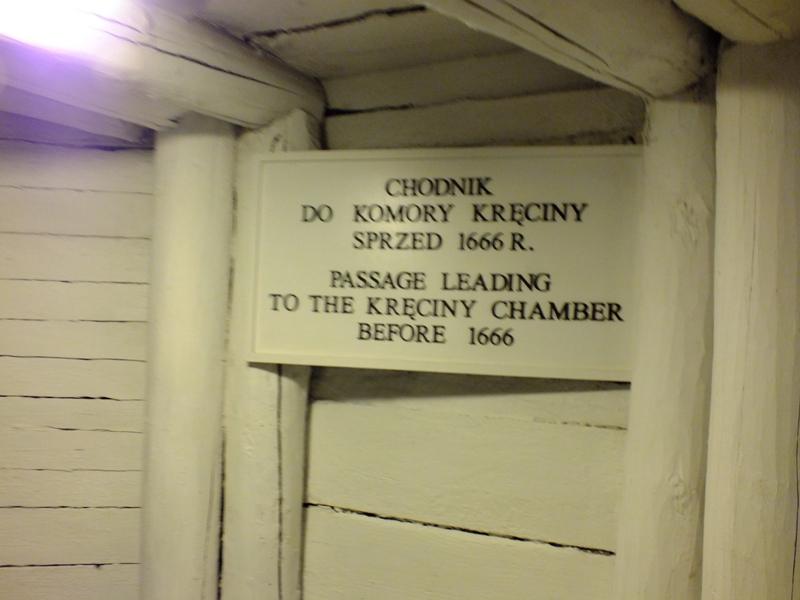 CHODNIK
DO KOMORY KRĘCINY
SPRZED 1666 R.
PASSAGE LEADING
TO THE KRĘCINY CHAMBER
BEFORE 1666